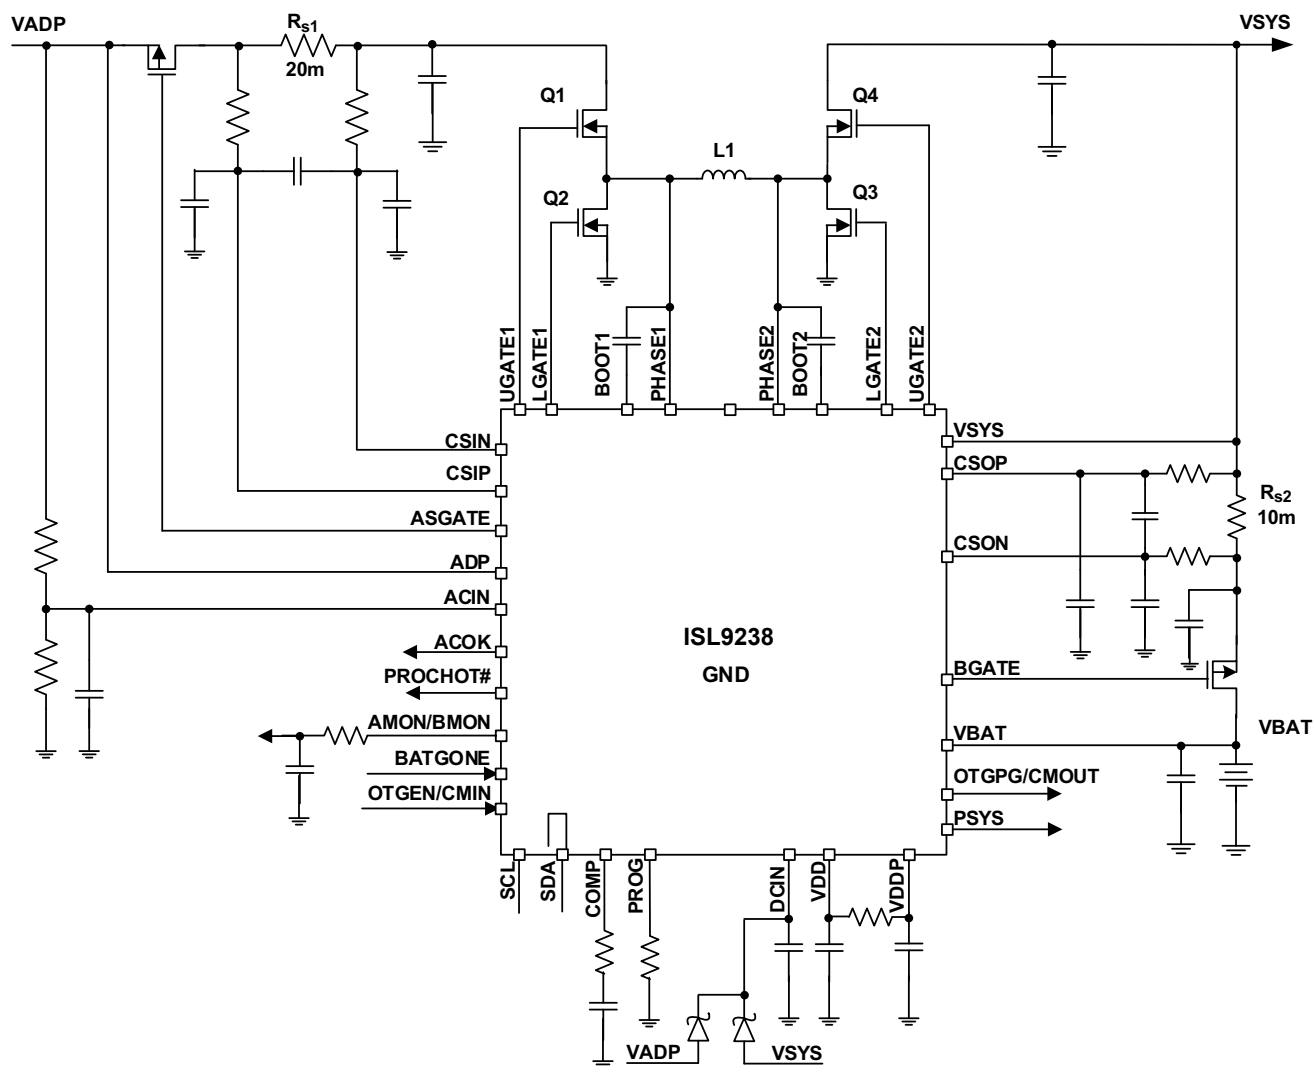 VADP
Rs1
20m
VSYS
Q1
Q4
L1
Q2
Q3
UGATE1
LGATE1
BOOT1
PHASE1
PHASE2
BOOT2
LGATE2
UGATE2
CSIN
CSIP
ASGATE
ADP
ACIN
ACOK
PROCHOT#
AMON/BMON
BATGONE
OTGEN/CMIN
ISL9238
GND
VSYS
CSOP
Rs2
10m
CSON
BGATE
VBAT
VBAT
OTGPG/CMOUT
PSYS
SCL
SDA
COMP
PROG
DCIN
VDD
VDDP
VADP
VSYS